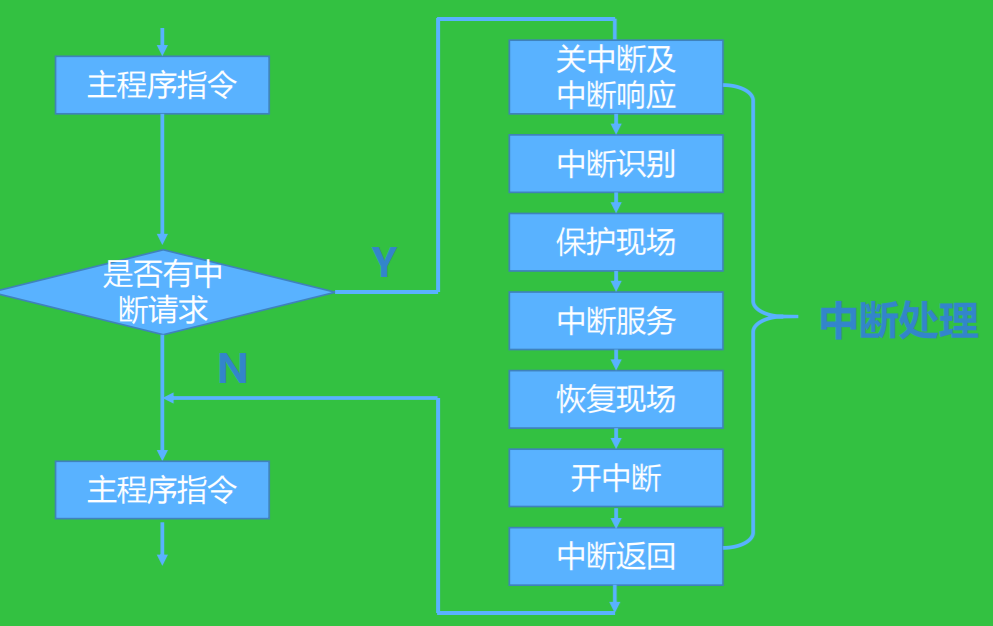 主程序指令
是否有中
断请求
Y
N
主程序指令
关中断及
中断响应
中断识别
保护现场
中断服务
恢复现场
开中断
中断返回
中断处理